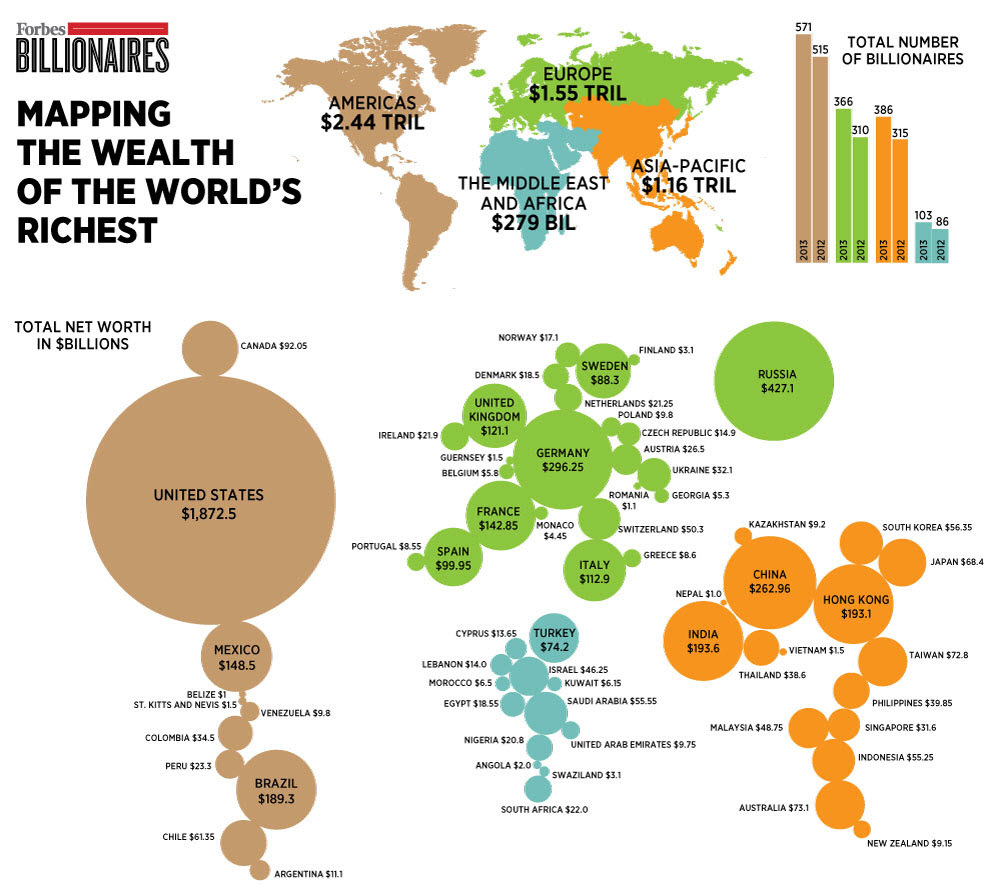 Forbes
BILLIONAIRES
MAPPING
THE WEALTH
OF THE WORLD'S
RICHEST
AMERICAS
$2.44 TRIL
EUROPE
$1.55 TRIL
THE MIDDLE EAST
AND AFRICA
$279 BIL
ASIA-PACIFIC
$1.16 TRIL
TOTAL NUMBER
OF BILLIONAIRES
571
515
366
310
386
315
103
86
2013
2012
2013
2012
2013
2012
2013
2012
TOTAL NET WORTH
IN $BILLIONS
CANADA $92.05
UNITED STATES
$1,872.5
MEXICO
$148.5
BELIZE $1
ST. KITTS AND NEVIS $1.5
VENEZUELA $9.8
COLOMBIA $34.5
PERU $23.3
BRAZIL
$189.3
CHILE $61.35
ARGENTINA $11.1
NORWAY $17.1
FINLAND $3.1
SWEDEN
$88.3
DENMARK $18.5
NETHERLANDS $21.25
UNITED
KINGDOM
$121.1
POLAND $9.8
CZECH REPUBLIC $14.9
IRELAND $21.9
GERMANY
$296.25
AUSTRIA $26.5
GUERNSEY $1.5
BELGIUM $5.8
UKRAINE $32.1
ROMANIA
$1.1
GEORGIA $5.3
FRANCE
$142.85
MONACO
$4.45
SWITZERLAND $50.3
PORTUGAL $8.55
SPAIN
$99.95
ITALY
$112.9
GREECE $8.6
RUSSIA
$427.1
CYPRUS $13.65
TURKEY
$74.2
LEBANON $14.0
ISRAEL $46.25
MOROCCO $6.5
KUWAIT $6.15
EGYPT $18.55
SAUDI ARABIA $55.55
NIGERIA $20.8
UNITED ARAB EMIRATES $9.75
ANGOLA $2.0
SWAZILAND $3.1
SOUTH AFRICA $22.0
KAZAKHSTAN $9.2
SOUTH KOREA $56.35
JAPAN $68.4
CHINA
$262.96
NEPAL $1.0
HONG KONG
$193.1
INDIA
$193.6
VIETNAM $1.5
TAIWAN $72.8
THAILAND $38.6
PHILIPPINES $39.85
MALAYSIA $48.75
SINGAPORE $31.6
INDONESIA $55.25
AUSTRALIA $73.1
NEW ZEALAND $9.15